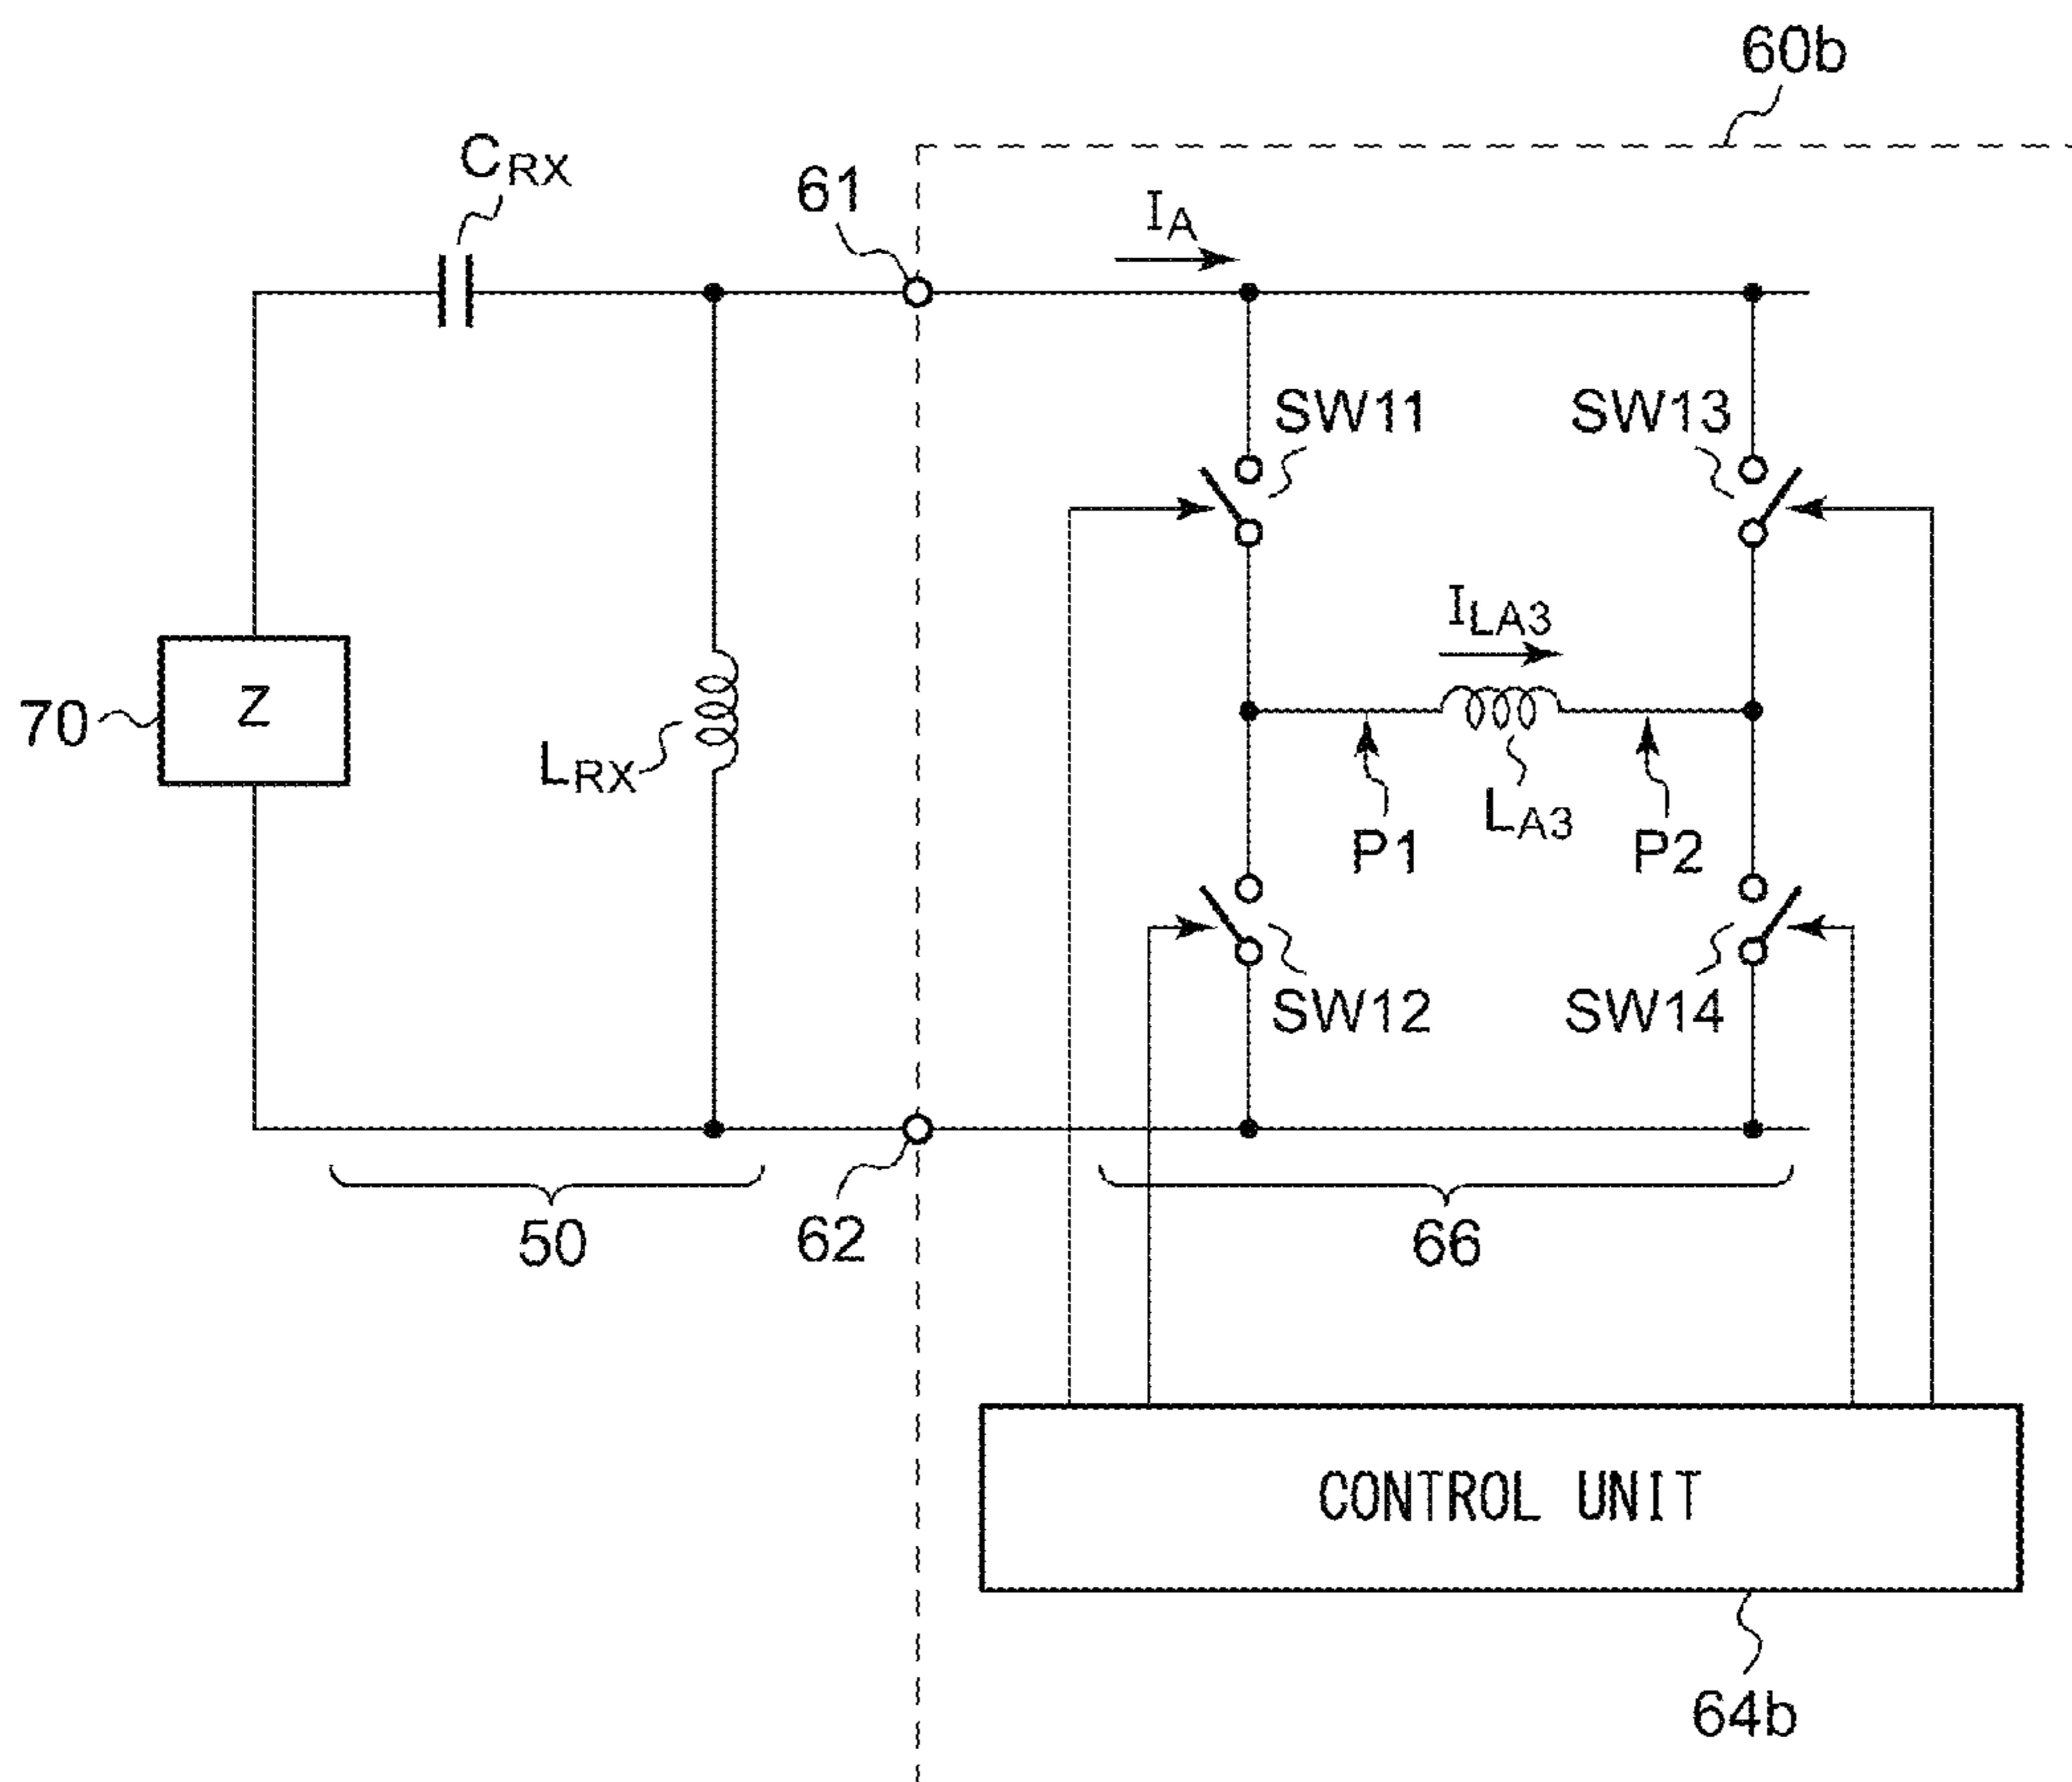 60b
CRX
61
IA
SW11
SW13
ILA3
Z
70
LRX
LA3
P1
P2
SW12
SW14
50
62
66
CONTROL UNIT
64b